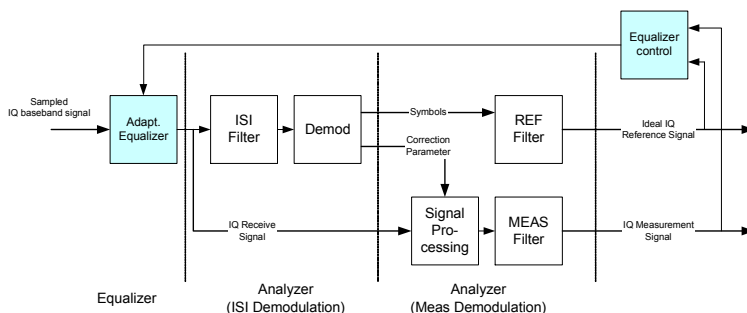 Equalizer
control
Sampled
IQ baseband signal
Adapt.
Equalizer
ISI
Filter
Demod
Symbols
Correction
Parameter
REF
Filter
Ideal IQ
Reference Signal
IQ Receive
Signal
Signal
Pro-
cessing
MEAS
Filter
IQ Measurement
Signal
Equalizer
Analyzer
(ISI Demodulation)
Analyzer
(Meas Demodulation)